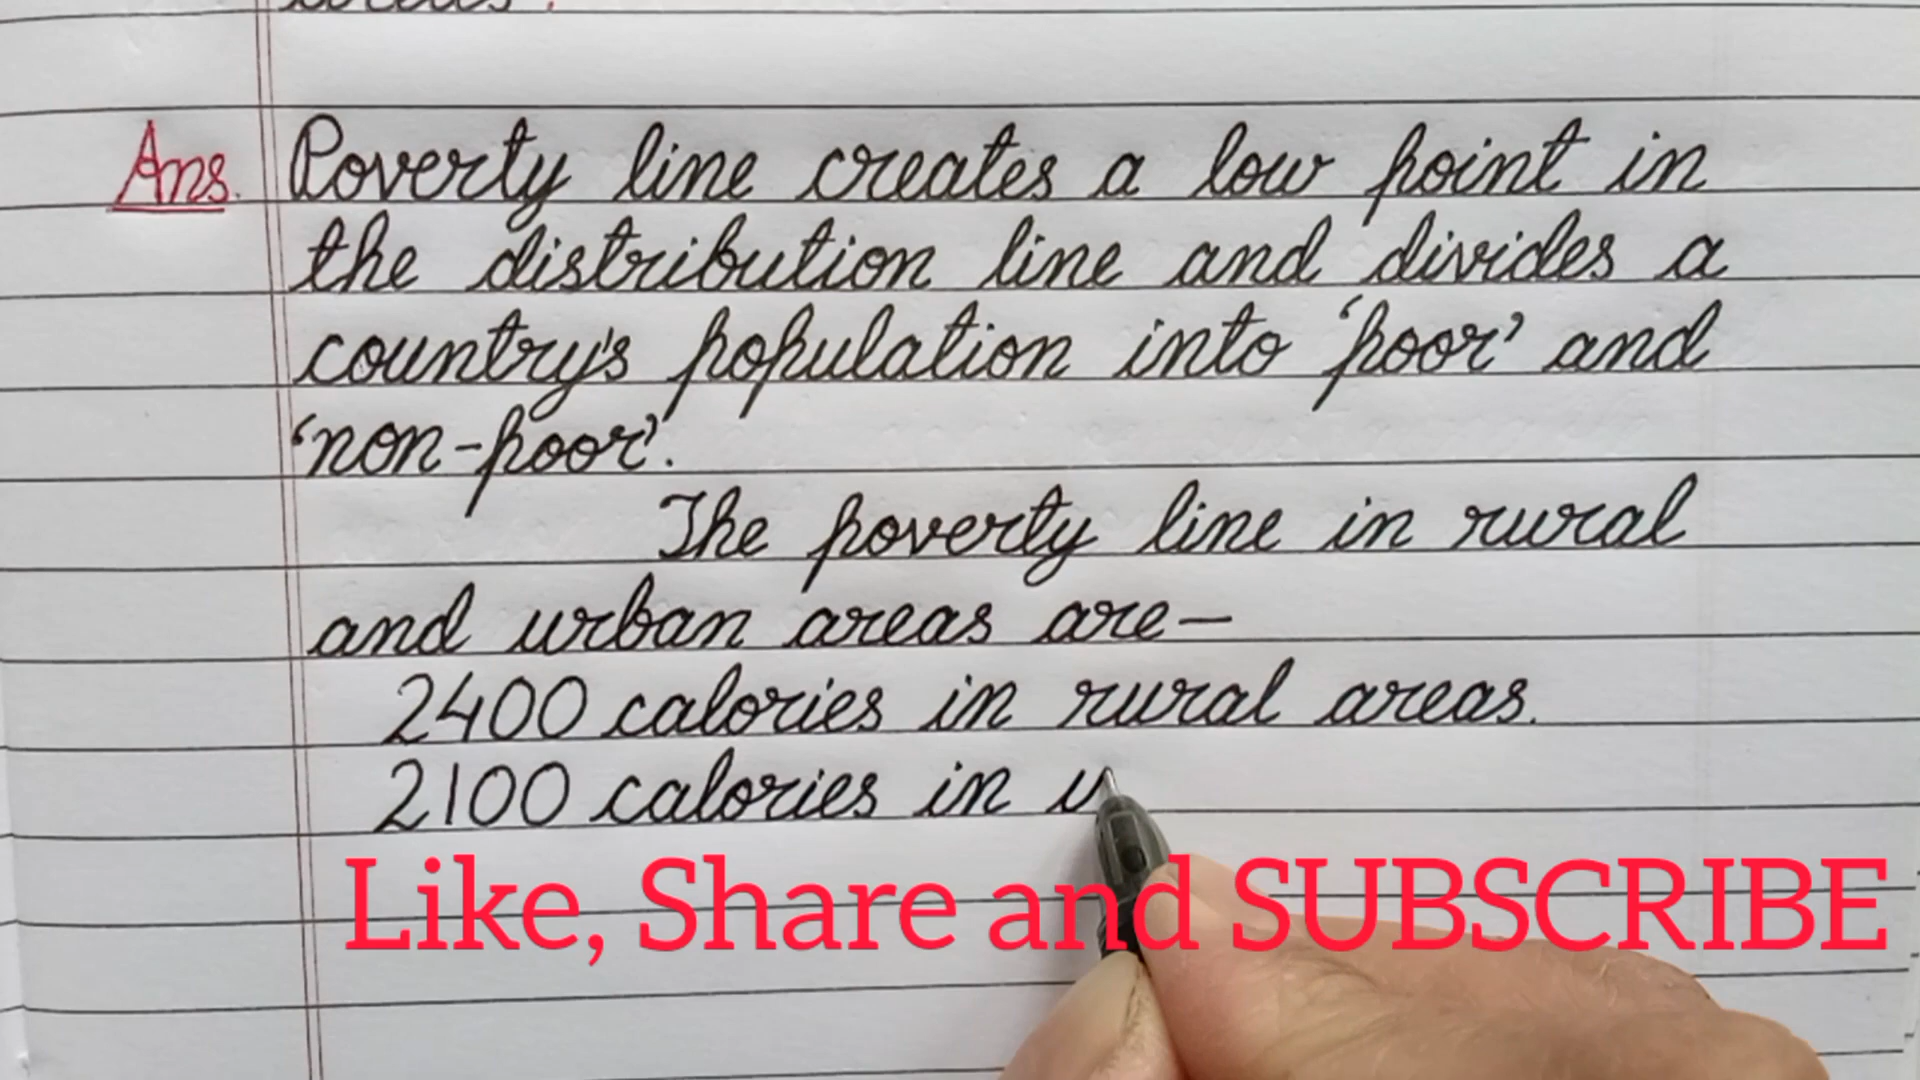 Ans. Poverty line creates a low point in
the distribution line and divides a
country's population into 'poor' and
'non-poor'.
The poverty line in rural
and urban areas are—
2400 calories in rural areas.
2100 calories in u
Like, Share and SUBSCRIBE